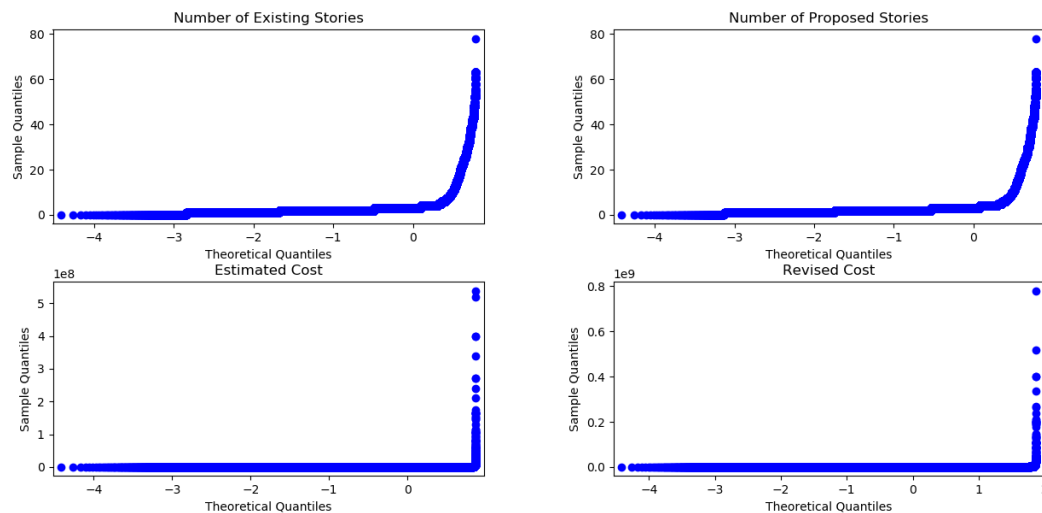 Number of Existing Stories
80
60
40
20
0
Sample Quantiles
−4 −3 −2 −1 0
Theoretical Quantiles
Number of Proposed Stories
80
60
40
20
0
Sample Quantiles
−4 −3 −2 −1 0
Theoretical Quantiles
Estimated Cost
1e8
5
4
3
2
1
0
Sample Quantiles
−4 −3 −2 −1 0
Theoretical Quantiles
Revised Cost
1e9
0.8
0.6
0.4
0.2
0.0
Sample Quantiles
−4 −3 −2 −1 0 1
Theoretical Quantiles